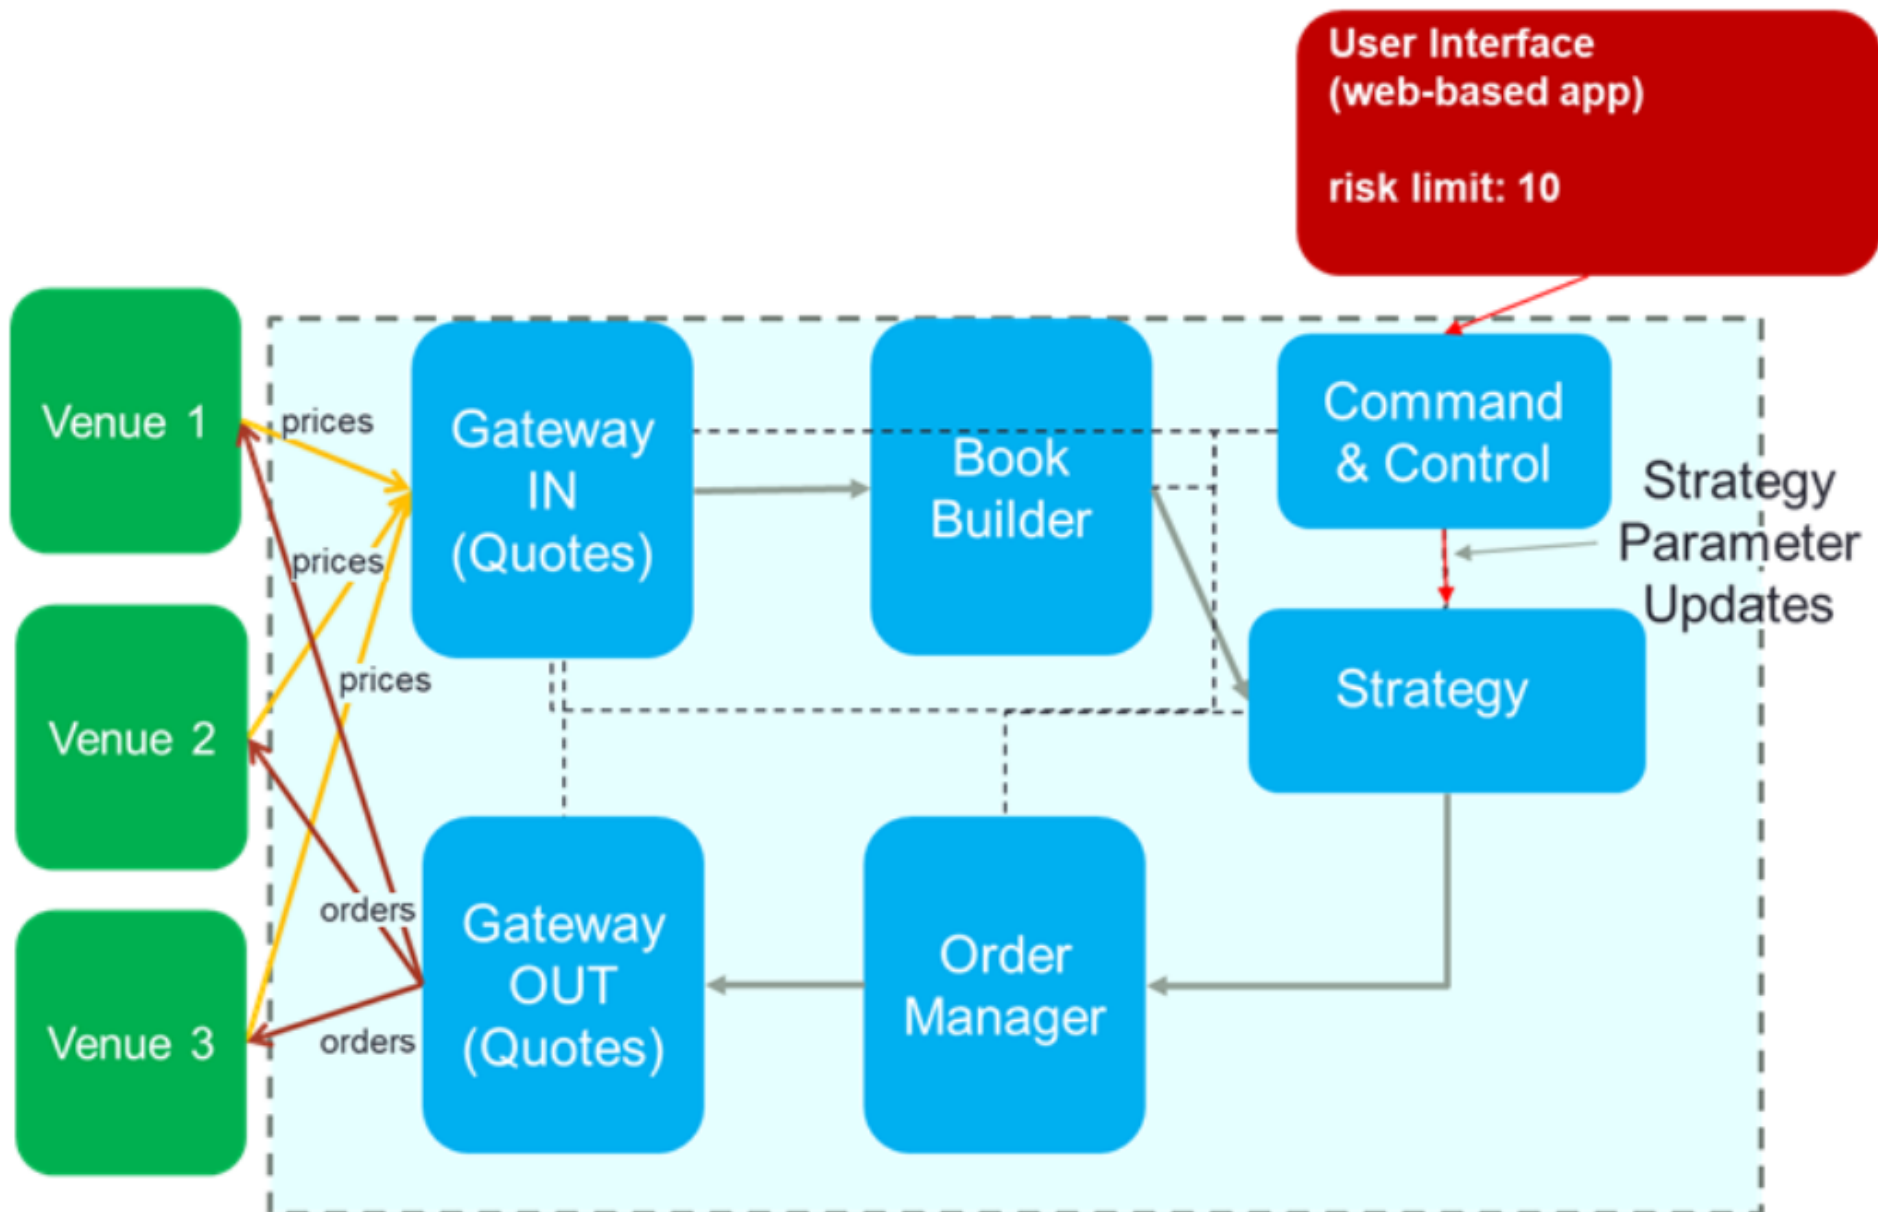 User Interface
(web-based app)
risk limit: 10
Venue 1
prices
Gateway
IN
(Quotes)
Book
Builder
Command
& Control
Strategy
Parameter
Updates
prices
prices
Venue 2
Strategy
orders
Gateway
OUT
(Quotes)
Order
Manager
Venue 3
orders